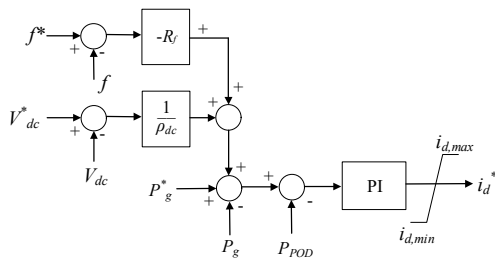 f* + - -R_f +
f
+
V*_dc + - 1/ρ_dc + +
V_dc
+
P*_g + + - PI i_d*
-
P_g P_POD
i_d,max
i_d,min